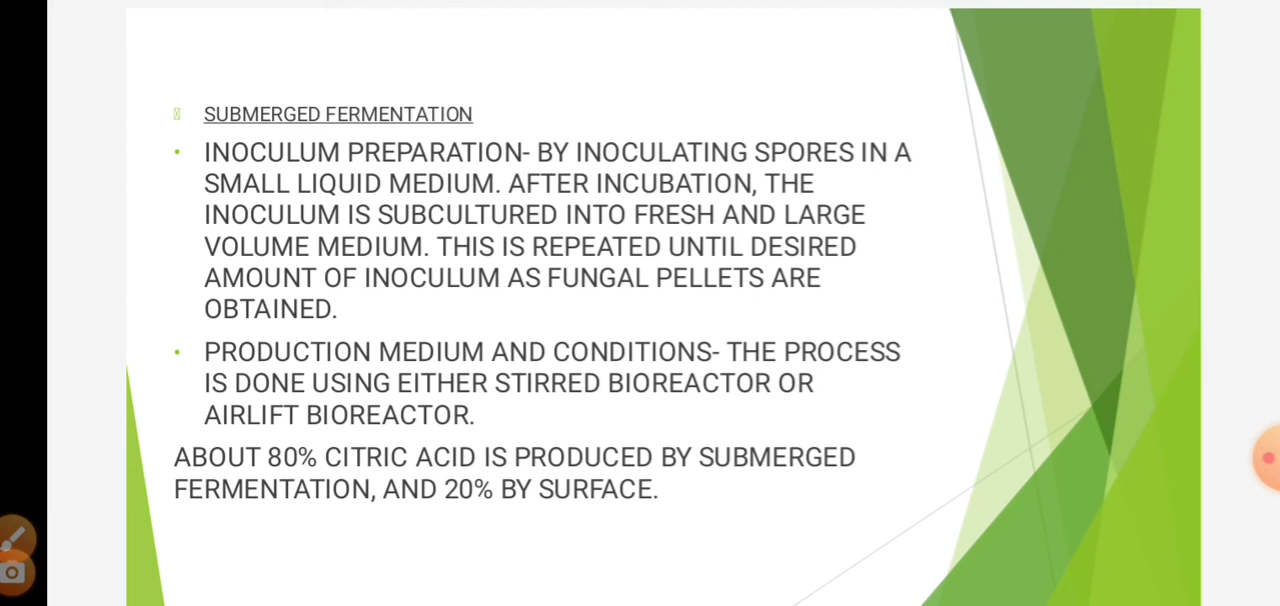 SUBMERGED FERMENTATION
• INOCULUM PREPARATION- BY INOCULATING SPORES IN A
SMALL LIQUID MEDIUM. AFTER INCUBATION, THE
INOCULUM IS SUBCULTURED INTO FRESH AND LARGE
VOLUME MEDIUM. THIS IS REPEATED UNTIL DESIRED
AMOUNT OF INOCULUM AS FUNGAL PELLETS ARE
OBTAINED.
• PRODUCTION MEDIUM AND CONDITIONS- THE PROCESS
IS DONE USING EITHER STIRRED BIOREACTOR OR
AIRLIFT BIOREACTOR.
ABOUT 80% CITRIC ACID IS PRODUCED BY SUBMERGED
FERMENTATION, AND 20% BY SURFACE.